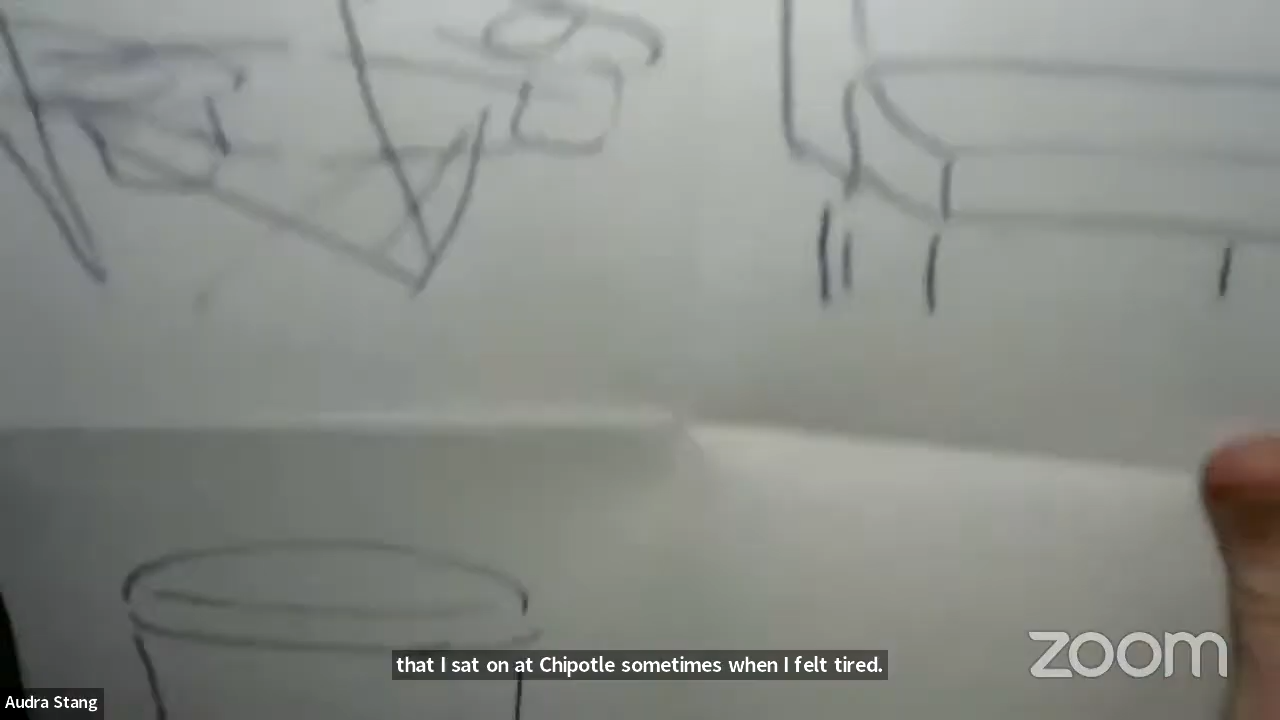 that I sat on at Chipotle sometimes when I felt tired.
zoom
Audra Stang